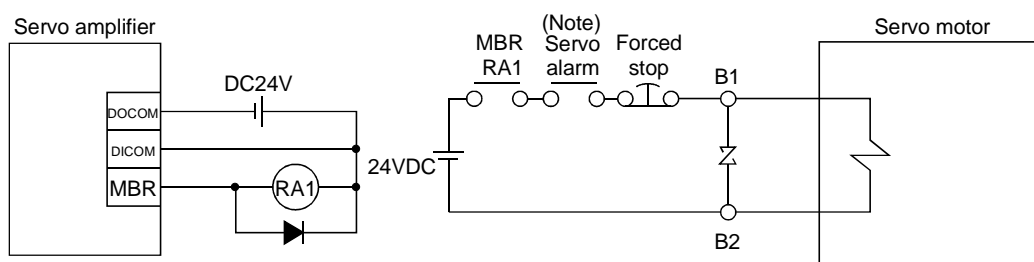 Servo amplifier
DOCOM
DICOM
MBR
DC24V
RA1
24VDC
MBR
RA1
(Note)
Servo
alarm
Forced
stop
B1
B2
Servo motor